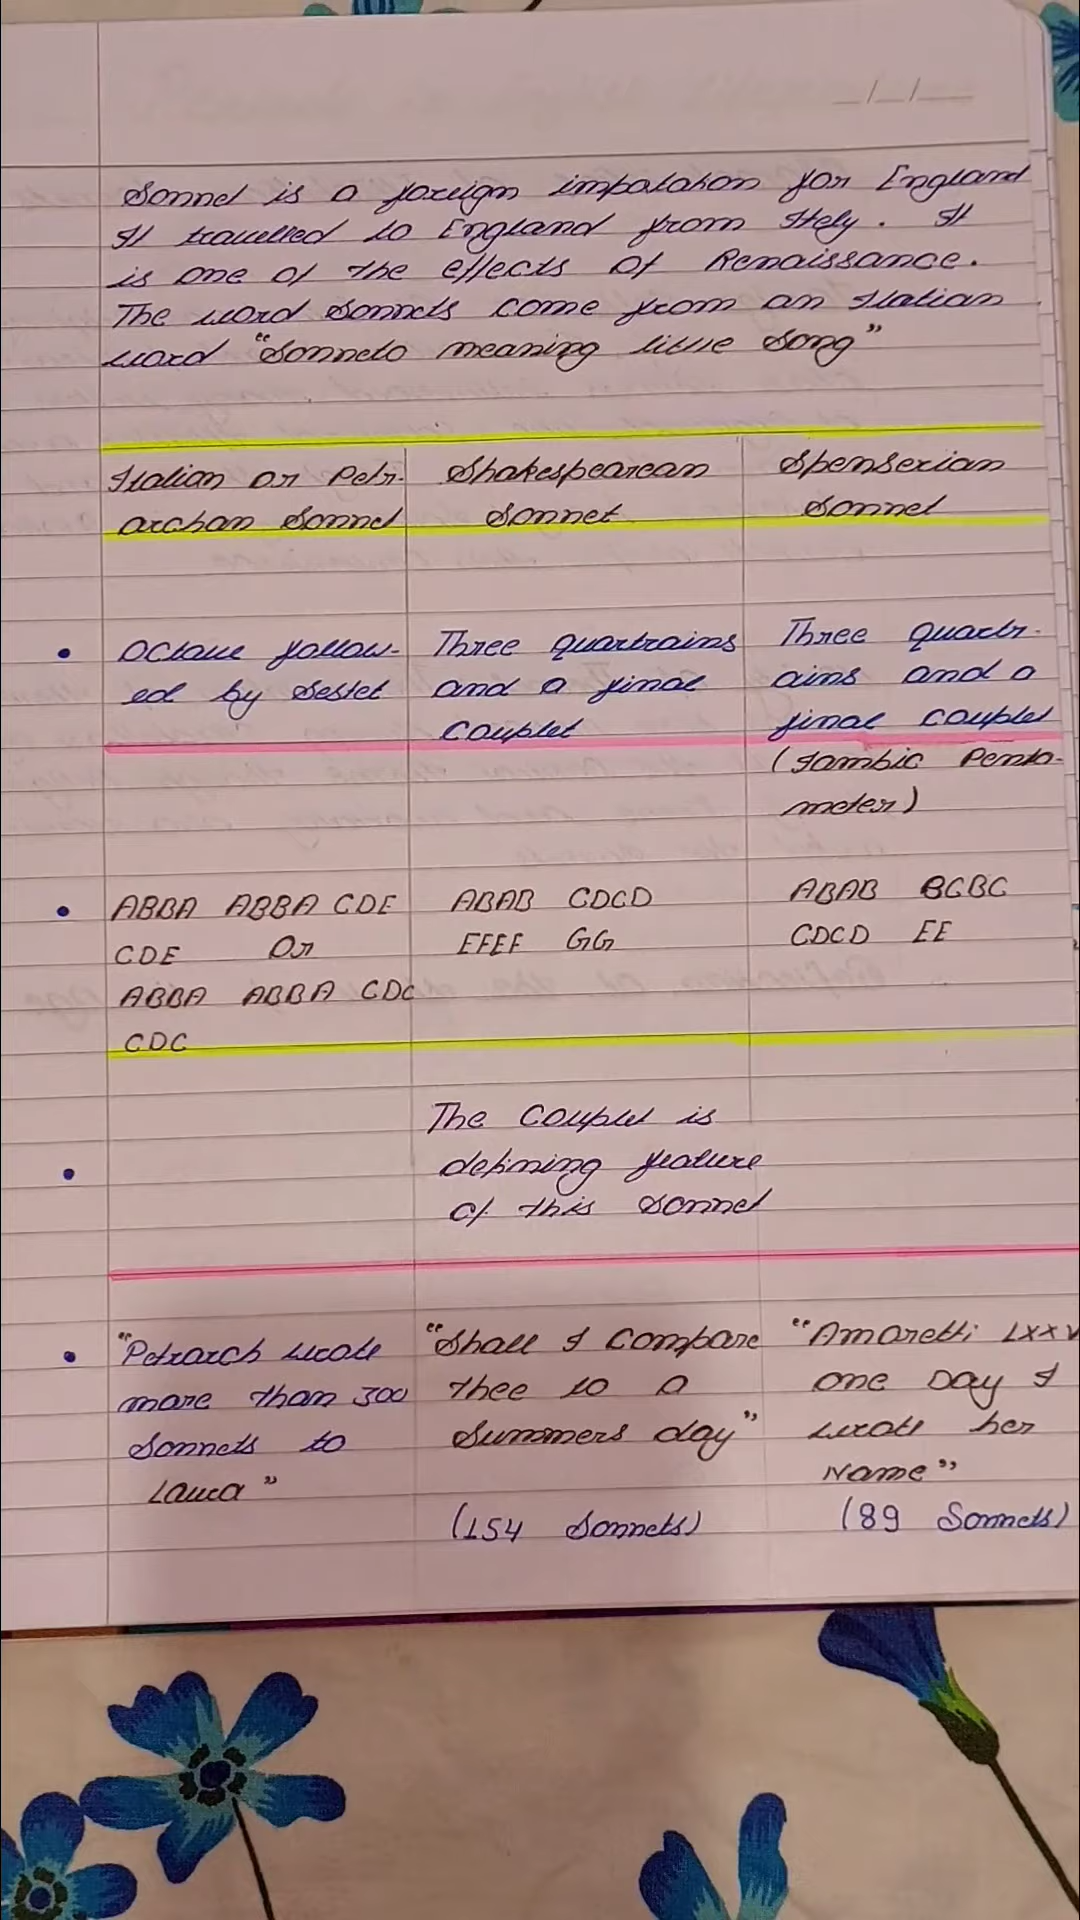 _/_/__
Sonnet is a foreign impotation for England
It travelled to England from Itely. It
is one of the effects of Renaissance.
The word Sonnets come from an Italian
word "Sonneto meaning little Song"
Italian or Petr-
archan Sonnet
Shakespearean
Sonnet
Spenserian
Sonnet
• Octave follow-
ed by Sestet
Three quartrains
and a final
Couplet
Three quartr-
ains and a
final couplet
(Iambic Penta-
meter)
• ABBA ABBA CDE
CDE Or
ABBA ABBA CDC
CDC
ABAB CDCD
EFEF GG
ABAB BCBC
CDCD EE
• The Couplet is
defining feature
of this Sonnet
• "Petrarch wrote
more than 300
Sonnets to
Laura"
"Shall I Compare
thee to a
Summers day"
(154 Sonnets)
"Amoretti LXXV
one Day I
wrote her
Name"
(89 Sonnets)